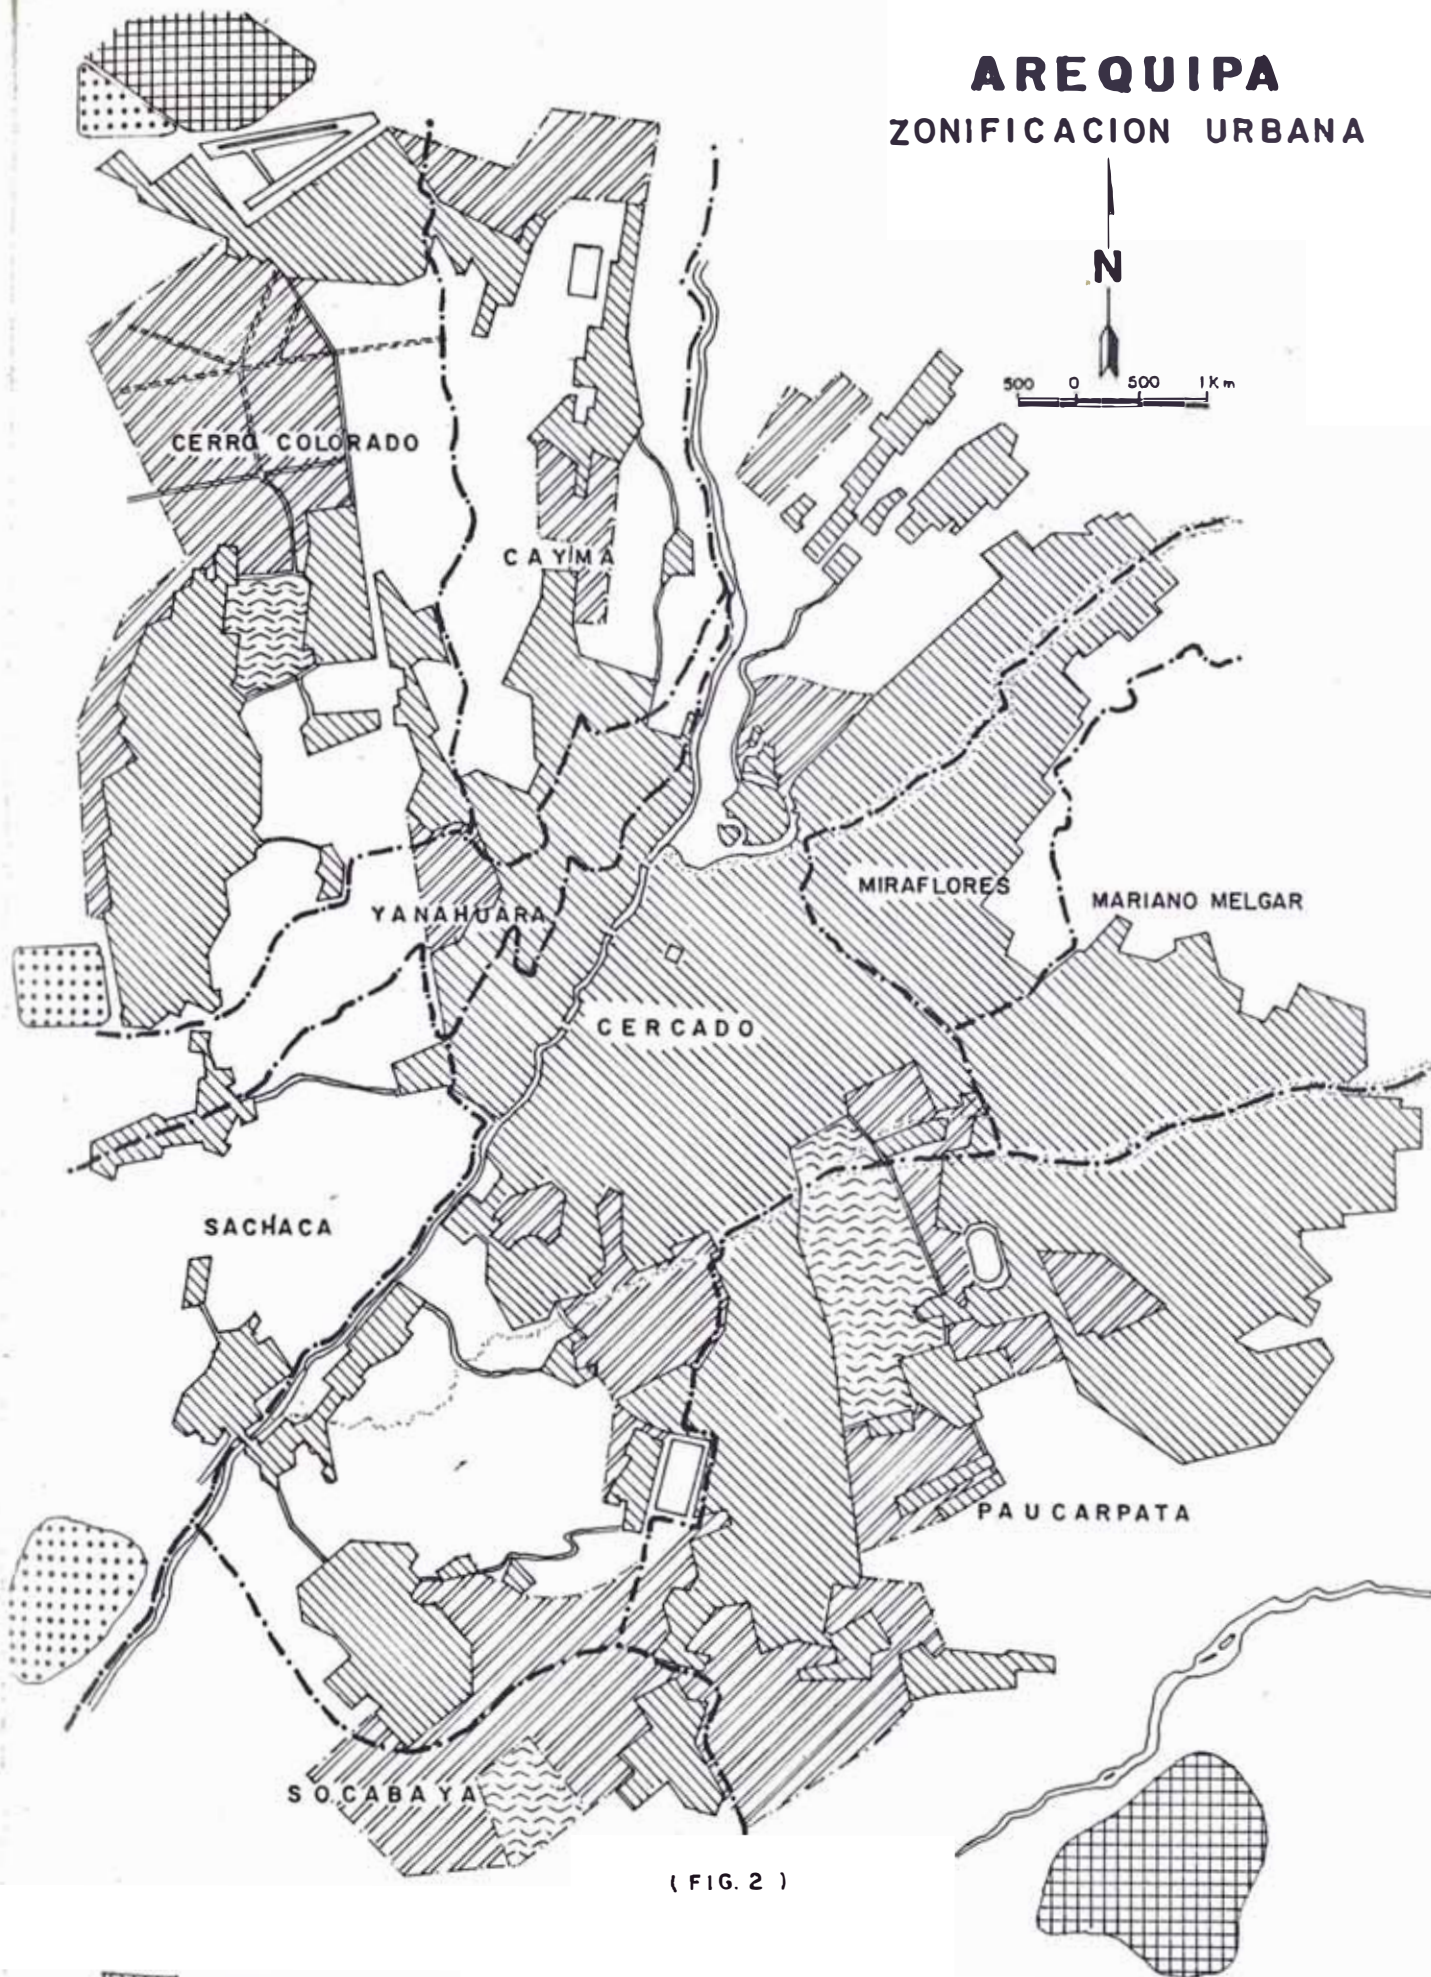 AREQUIPA
ZONIFICACION URBANA
N
500 0 500 1Km
CERRO COLORADO
CAYMA
MIRAFLORES
MARIANO MELGAR
YANAHUARA
CERCADO
SACHACA
PAUCARPATA
SOCABAYA
( FIG. 2 )